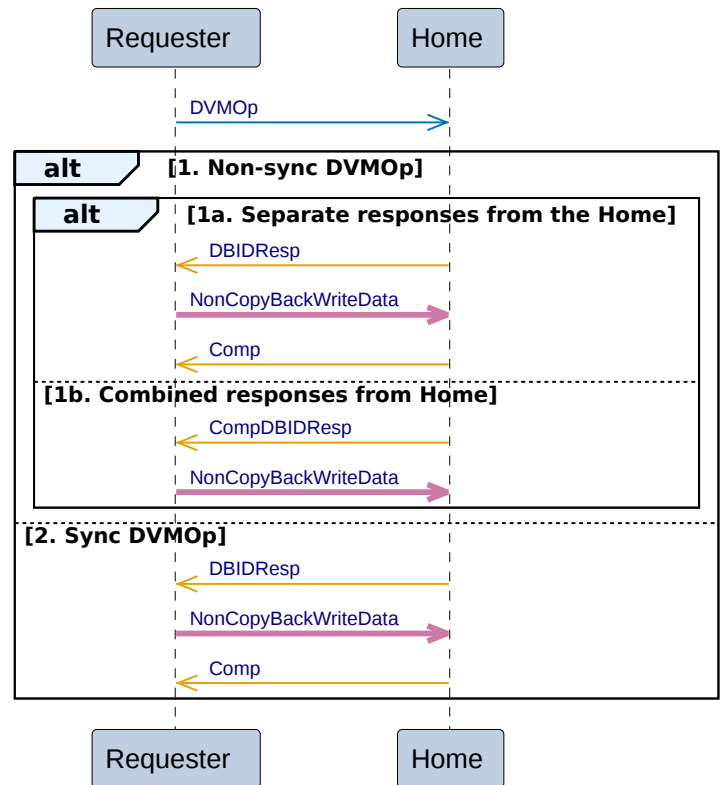 Requester Home
DVMOp
alt [1. Non-sync DVMOp]
alt [1a. Separate responses from the Home]
DBIDResp
NonCopyBackWriteData
Comp
[1b. Combined responses from Home]
CompDBIDResp
NonCopyBackWriteData
[2. Sync DVMOp]
DBIDResp
NonCopyBackWriteData
Comp
Requester Home